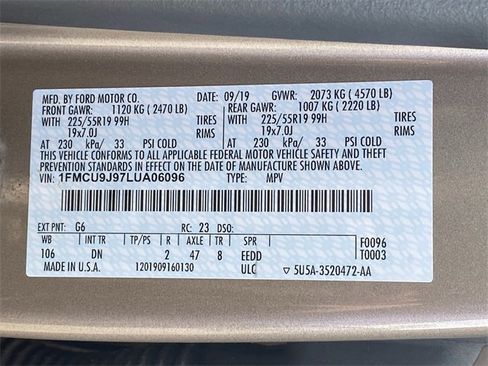 MFD. BY FORD MOTOR CO. DATE: 09/19 GVWR: 2073 KG ( 4570 LB)
FRONT GAWR: 1120 KG ( 2470 LB) REAR GAWR: 1007 KG ( 2220 LB)
WITH 225/55R19 99H TIRES WITH 225/55R19 99H TIRES
19x7.0J RIMS 19x7.0J RIMS
AT 230 kPa/ 33 PSI COLD AT 230 kPa/ 33 PSI COLD
THIS VEHICLE CONFORMS TO ALL APPLICABLE FEDERAL MOTOR VEHICLE SAFETY AND THEFT
PREVENTION STANDARDS IN EFFECT ON THE DATE OF MANUFACTURE SHOWN ABOVE.
VIN: 1FMCU9J97LUA06096 TYPE: MPV
EXT PNT: G6 RC: 23 DSO:
WB INT TR TP/PS R AXLE TR SPR F0096
106 DN 2 47 8 EEDD T0003
MADE IN U.S.A. 1201909160130 ULC 5U5A-3520472-AA